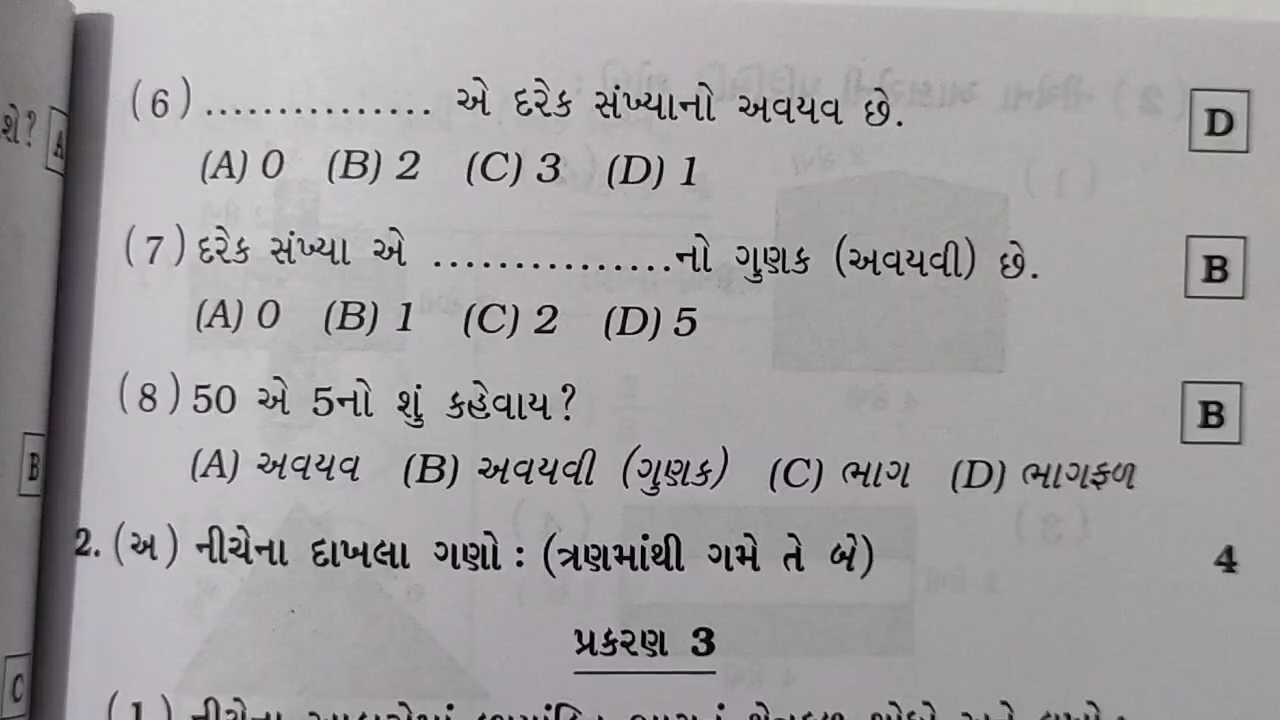 (6) ............... એ દરેક સંખ્યાનો અવયવ છે. D
(A) 0 (B) 2 (C) 3 (D) 1
(7) દરેક સંખ્યા એ ...............નો ગુણક (અવયવી) છે. B
(A) 0 (B) 1 (C) 2 (D) 5
(8) 50 એ 5નો શું કહેવાય? B
(A) અવયવ (B) અવયવી (ગુણક) (C) ભાગ (D) ભાગફળ
2. (અ) નીચેના દાખલા ગણો : (ત્રણમાંથી ગમે તે બે) 4
પ્રકરણ 3
(1) નીચેના
શે? A
B
C